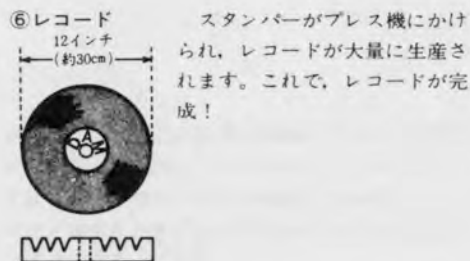 ⑥レコード
12インチ
(約30cm)
スタンパーがプレス機にかけ
られ，レコードが大量に生産さ
れます。これで，レコードが完
成！